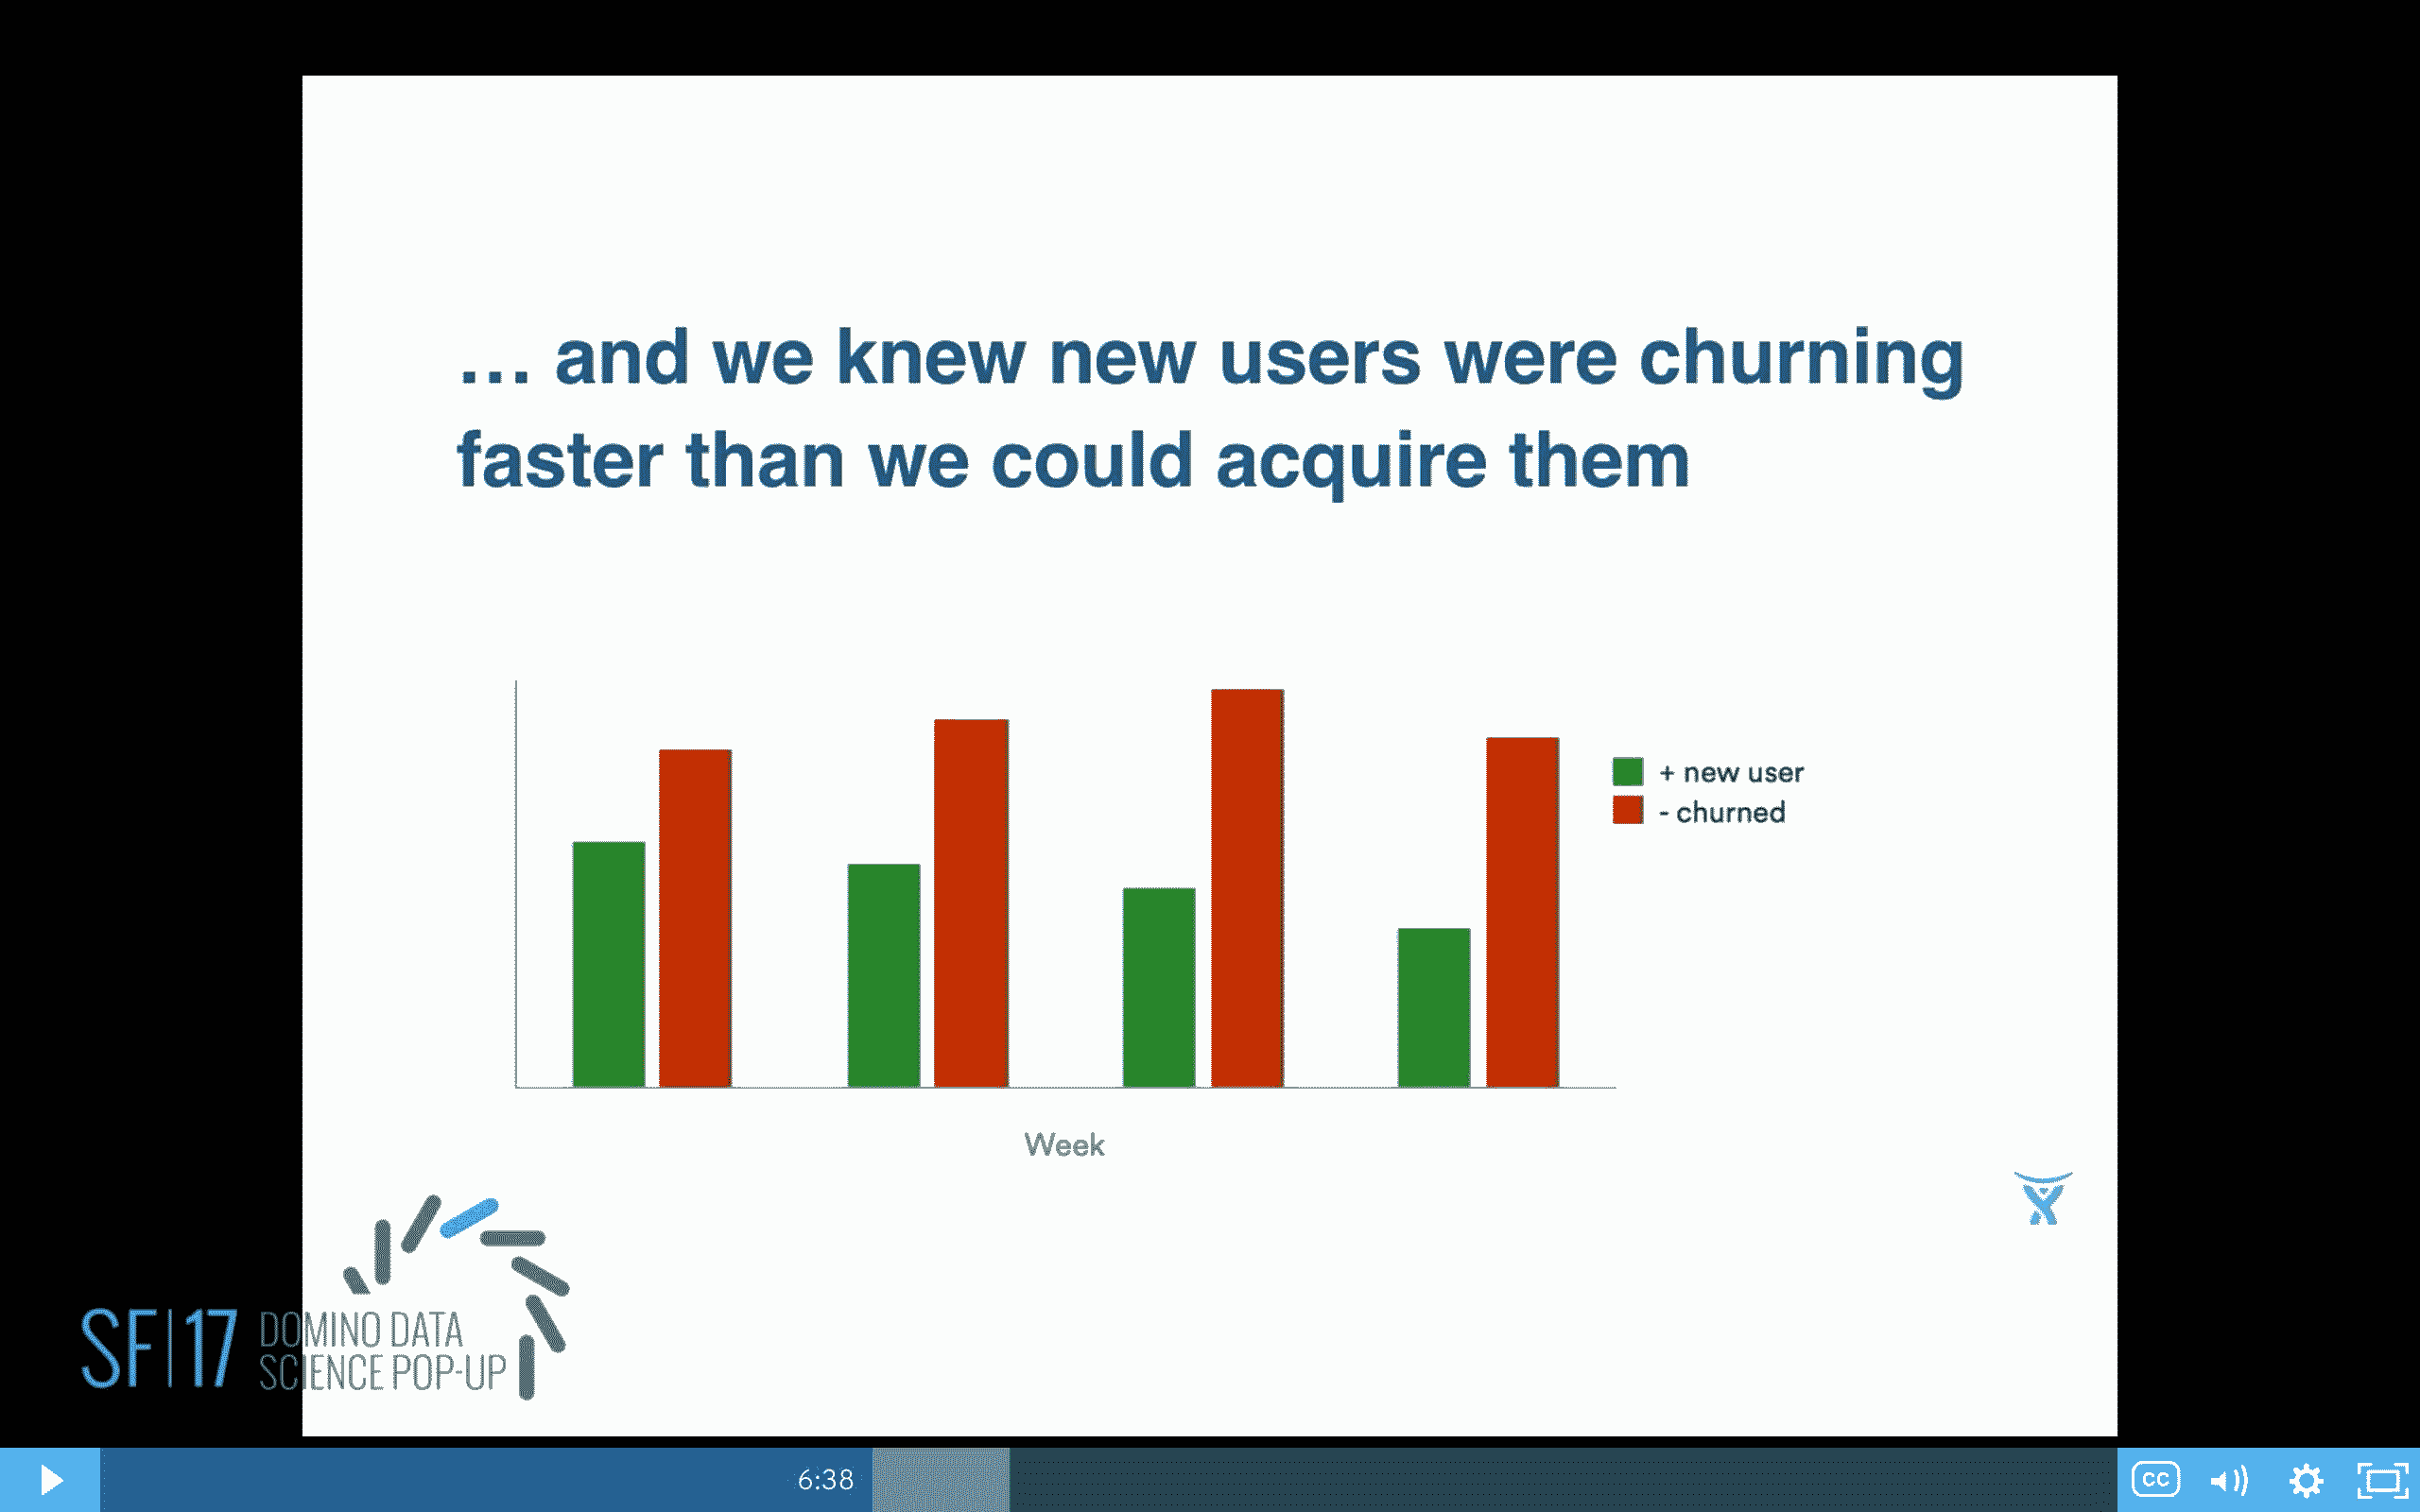 … and we knew new users were churning
faster than we could acquire them
+ new user
- churned
Week
SF|17
DOMINO DATA
SCIENCE POP-UP
6:38
CC